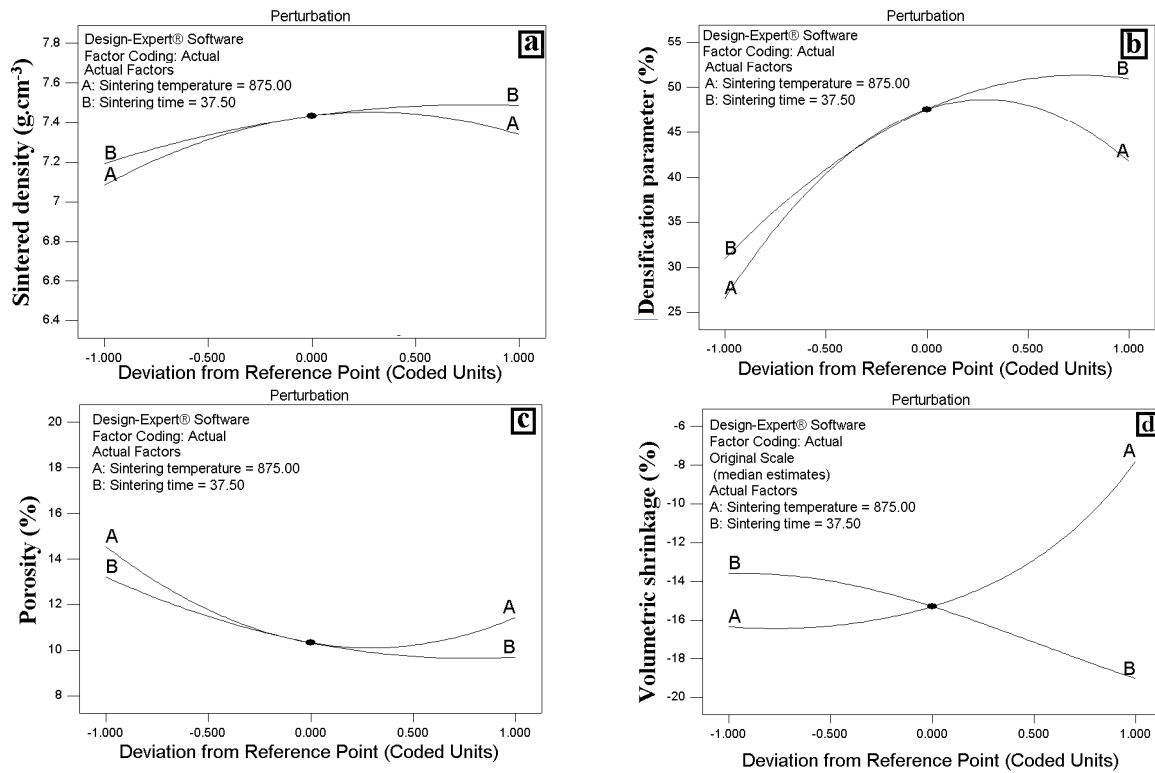 Perturbation
a
Design-Expert® Software
Factor Coding: Actual
Actual Factors
A: Sintering temperature = 875.00
B: Sintering time = 37.50
Sintered density (g.cm-3)
7.8
7.6
7.4
7.2
7
6.8
6.6
6.4
B
A
B
A
-1.000
-0.500
0.000
0.500
1.000
Deviation from Reference Point (Coded Units)
Perturbation
b
Design-Expert® Software
Factor Coding: Actual
Actual Factors
A: Sintering temperature = 875.00
B: Sintering time = 37.50
Densification parameter (%)
55
50
45
40
35
30
25
B
A
B
A
-1.000
-0.500
0.000
0.500
1.000
Deviation from Reference Point (Coded Units)
Perturbation
c
Design-Expert® Software
Factor Coding: Actual
Actual Factors
A: Sintering temperature = 875.00
B: Sintering time = 37.50
Porosity (%)
20
18
16
14
12
10
8
A
B
A
B
-1.000
-0.500
0.000
0.500
1.000
Deviation from Reference Point (Coded Units)
Perturbation
d
Design-Expert® Software
Factor Coding: Actual
Original Scale
(median estimates)
Actual Factors
A: Sintering temperature = 875.00
B: Sintering time = 37.50
Volumetric shrinkage (%)
-6
-8
-10
-12
-14
-16
-18
-20
A
B
A
B
-1.000
-0.500
0.000
0.500
1.000
Deviation from Reference Point (Coded Units)